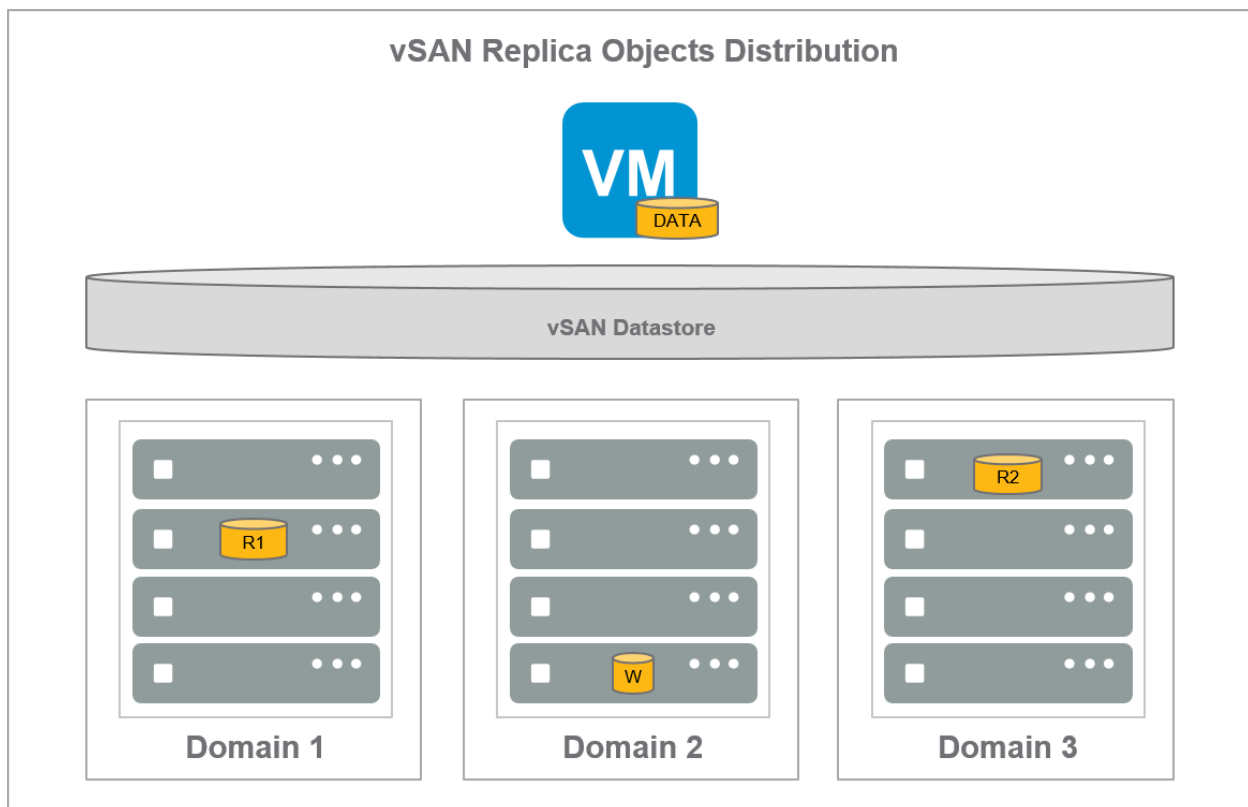 vSAN Replica Objects Distribution
VM
DATA
vSAN Datastore
R1
W
R2
Domain 1
Domain 2
Domain 3